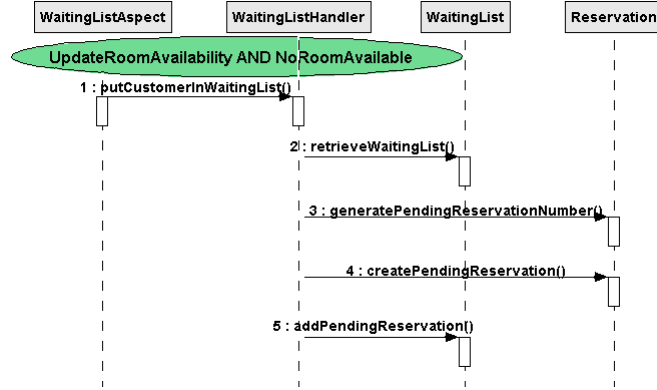 WaitingListAspect WaitingListHandler WaitingList Reservation
UpdateRoomAvailability AND NoRoomAvailable
1 : putCustomerInWaitingList()
2 : retrieveWaitingList()
3 : generatePendingReservationNumber()
4 : createPendingReservation()
5 : addPendingReservation()